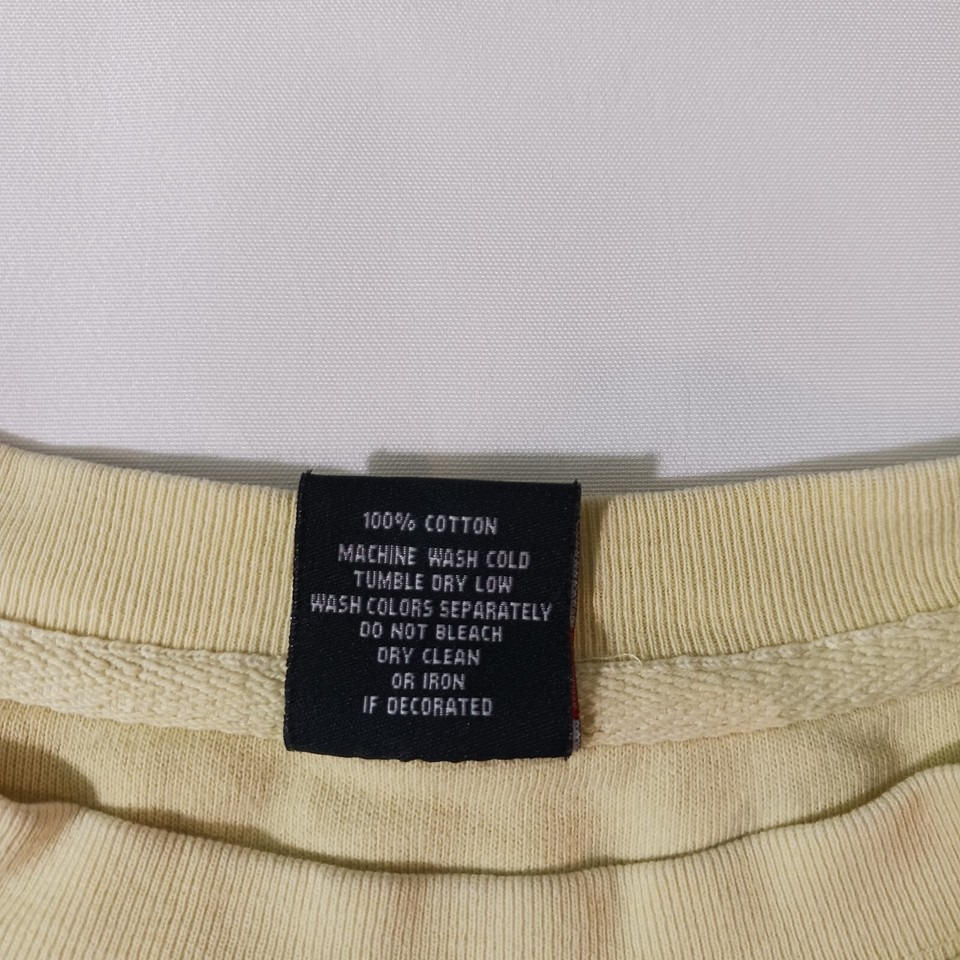 100% COTTON
MACHINE WASH COLD
TUMBLE DRY LOW
WASH COLORS SEPARATELY
DO NOT BLEACH
DRY CLEAN
OR IRON
IF DECORATED